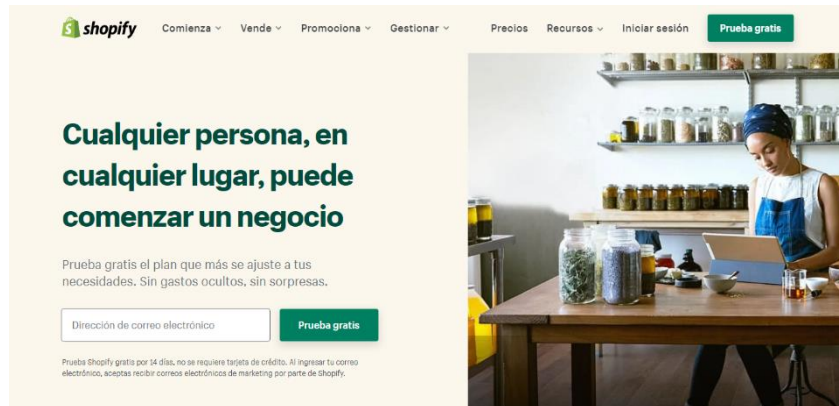 shopify
Comienza
Vende
Promociona
Gestionar
Precios
Recursos
Iniciar sesión
Prueba gratis
Cualquier persona, en
cualquier lugar, puede
comenzar un negocio
Prueba gratis el plan que más se ajuste a tus
necesidades. Sin gastos ocultos, sin sorpresas.
Dirección de correo electrónico
Prueba gratis
Prueba Shopify gratis por 14 días, no se requiere tarjeta de crédito. Al ingresar tu correo
electrónico, aceptas recibir correos electrónicos de marketing por parte de Shopify.